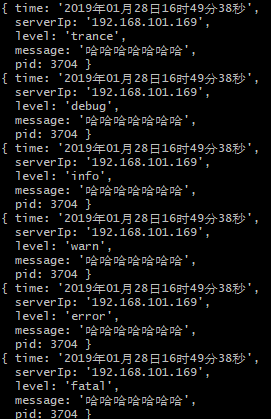 { time: '2019年01月28日16时49分38秒',
serverIp: '192.168.101.169',
level: 'trance',
message: '哈哈哈哈哈哈哈哈',
pid: 3704 }
{ time: '2019年01月28日16时49分38秒',
serverIp: '192.168.101.169',
level: 'debug',
message: '哈哈哈哈哈哈哈哈',
pid: 3704 }
{ time: '2019年01月28日16时49分38秒',
serverIp: '192.168.101.169',
level: 'info',
message: '哈哈哈哈哈哈哈哈',
pid: 3704 }
{ time: '2019年01月28日16时49分38秒',
serverIp: '192.168.101.169',
level: 'warn',
message: '哈哈哈哈哈哈哈哈',
pid: 3704 }
{ time: '2019年01月28日16时49分38秒',
serverIp: '192.168.101.169',
level: 'error',
message: '哈哈哈哈哈哈哈哈',
pid: 3704 }
{ time: '2019年01月28日16时49分38秒',
serverIp: '192.168.101.169',
level: 'fatal',
message: '哈哈哈哈哈哈哈哈',
pid: 3704 }